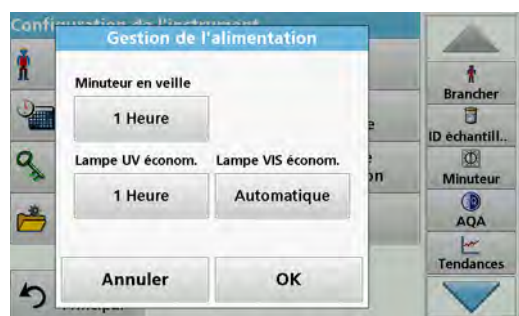 Configuration de l'instrument
Gestion de l'alimentation
Minuteur en veille
1 Heure
Lampe UV économ.
Lampe VIS économ.
1 Heure
Automatique
Annuler
OK
Brancher
ID échantill..
Minuteur
AQA
Tendances